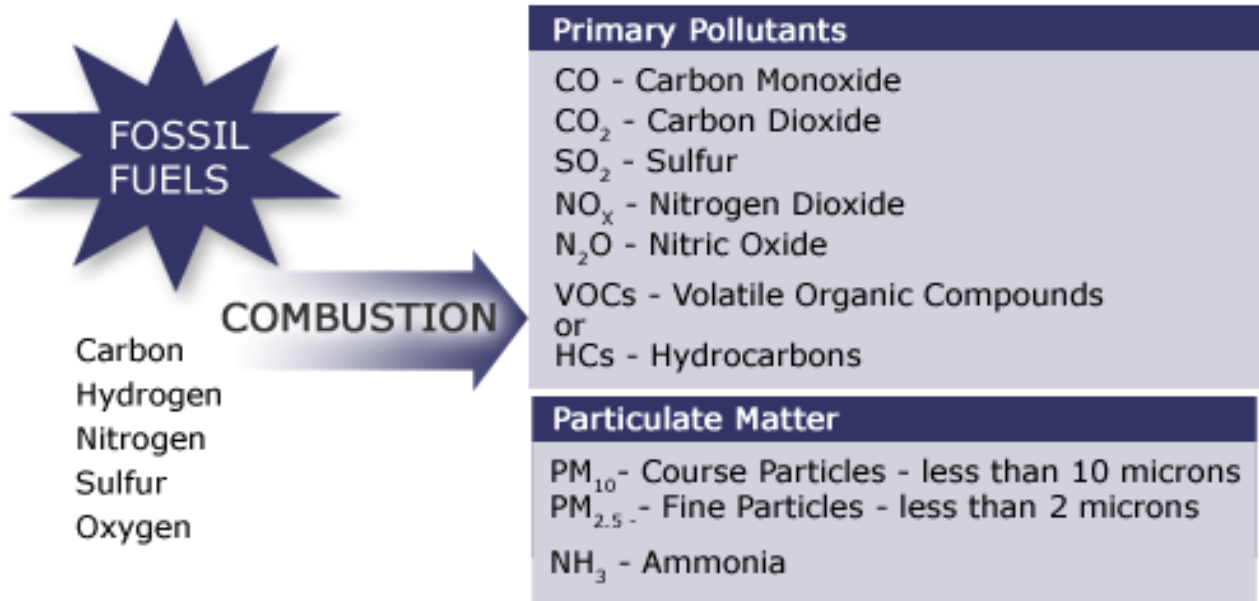 FOSSIL
FUELS
COMBUSTION
Carbon
Hydrogen
Nitrogen
Sulfur
Oxygen
Primary Pollutants
CO - Carbon Monoxide
CO₂ - Carbon Dioxide
SO₂ - Sulfur
NOₓ - Nitrogen Dioxide
N₂O - Nitric Oxide
VOCs - Volatile Organic Compounds
or
HCs - Hydrocarbons
Particulate Matter
PM₁₀- Course Particles - less than 10 microns
PM₂.₅ -- Fine Particles - less than 2 microns
NH₃ - Ammonia